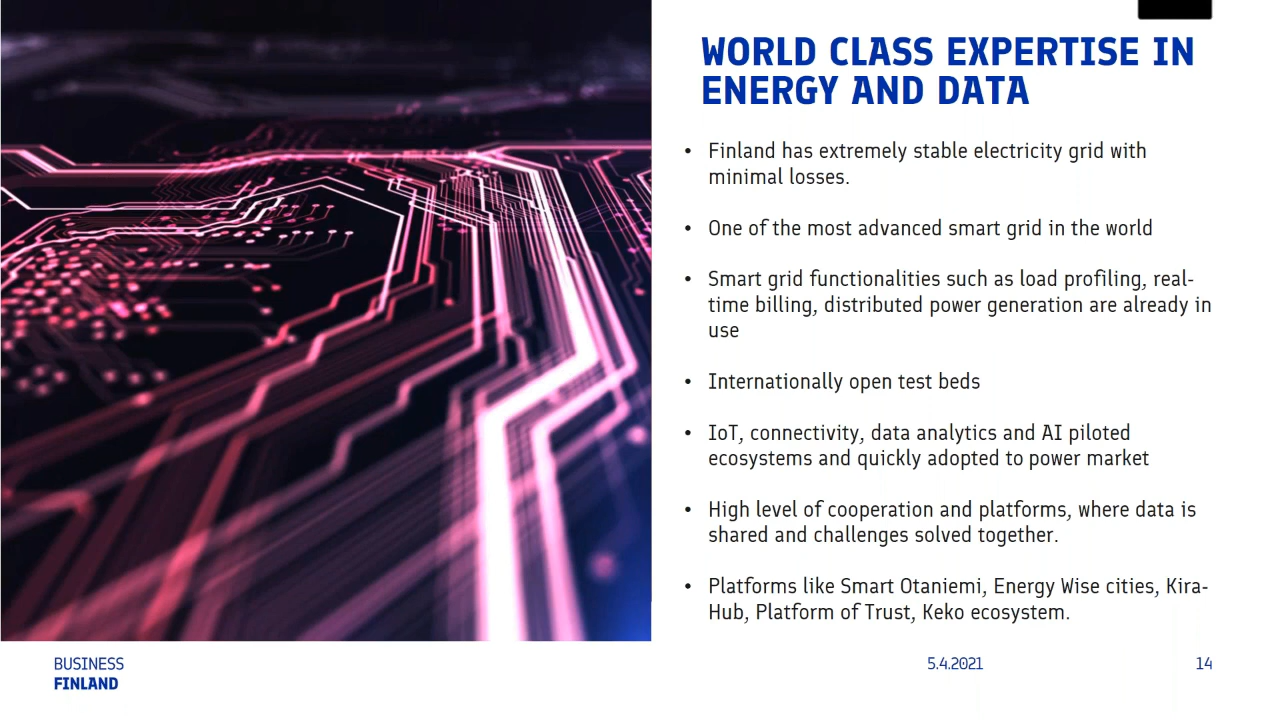 WORLD CLASS EXPERTISE IN
ENERGY AND DATA
• Finland has extremely stable electricity grid with
minimal losses.
• One of the most advanced smart grid in the world
• Smart grid functionalities such as load profiling, real-
time billing, distributed power generation are already in
use
• Internationally open test beds
• IoT, connectivity, data analytics and AI piloted
ecosystems and quickly adopted to power market
• High level of cooperation and platforms, where data is
shared and challenges solved together.
• Platforms like Smart Otaniemi, Energy Wise cities, Kira-
Hub, Platform of Trust, Keko ecosystem.
BUSINESS
FINLAND
5.4.2021
14